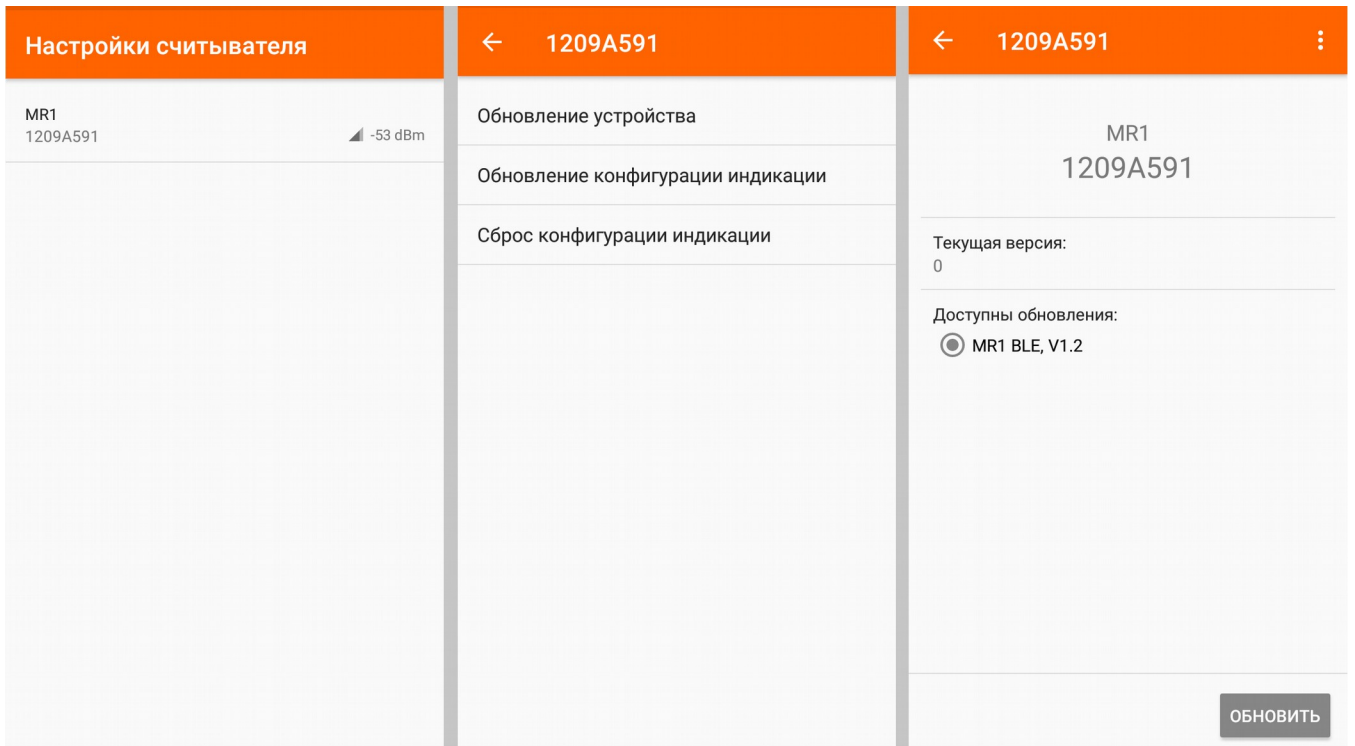 Настройки считывателя
MR1
1209A591
-53 dBm
1209A591
Обновление устройства
Обновление конфигурации индикации
Сброс конфигурации индикации
1209A591
MR1
1209A591
Текущая версия:
0
Доступны обновления:
MR1 BLE, V1.2
ОБНОВИТЬ